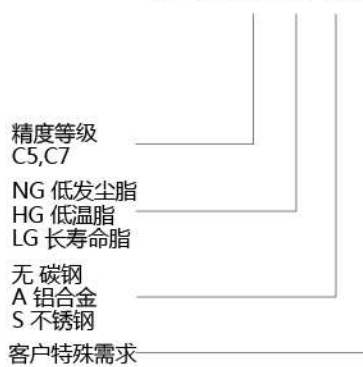 精度等级
C5,C7
NG 低发尘脂
HG 低温脂
LG 长寿命脂
无 碳钢
A 铝合金
S 不锈钢
客户特殊需求